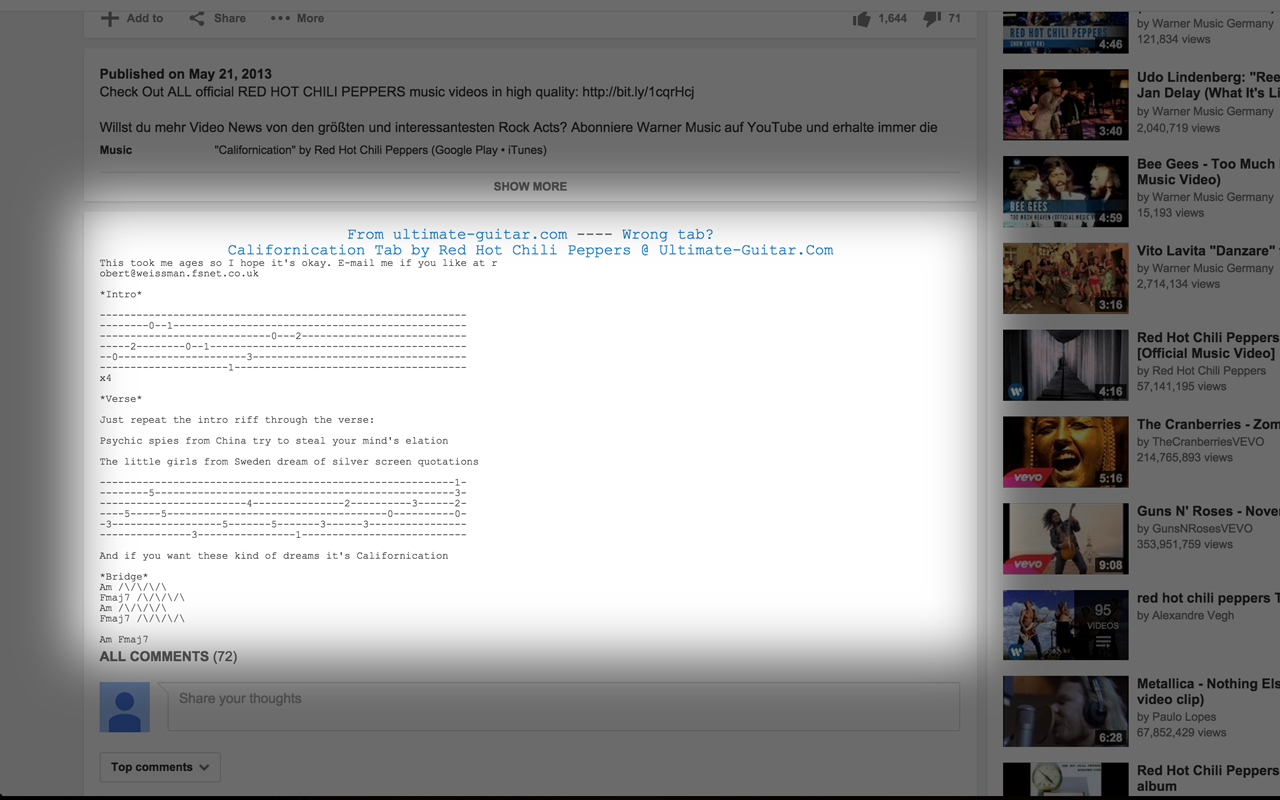 Add to Share More 1,644 71
Published on May 21, 2013
Check Out ALL official RED HOT CHILI PEPPERS music videos in high quality: http://bit.ly/1cqrHcj
Willst du mehr Video News von den größten und interessantesten Rock Acts? Abonniere Warner Music auf YouTube und erhalte immer die
Music "Californication" by Red Hot Chili Peppers (Google Play • iTunes)
SHOW MORE
From ultimate-guitar.com ---- Wrong tab?
Californication Tab by Red Hot Chili Peppers @ Ultimate-Guitar.Com
This took me ages so I hope it's okay. E-mail me if you like at r
obert@weissman.fsnet.co.uk
*Intro*
------------------------------------------------------------
--------0--1------------------------------------------------
----------------------------0---2---------------------------
-----2--------0--1------------------------------------------
--0---------------------3-----------------------------------
---------------------1--------------------------------------
x4
*Verse*
Just repeat the intro riff through the verse:
Psychic spies from China try to steal your mind's elation
The little girls from Sweden dream of silver screen quotations
----------------------------------------------------------1-
--------5-------------------------------------------------3-
------------------------4---------------2----------3------2-
----5-----5------------------------------------0----------0-
-3------------------5-------5-------3------3----------------
---------------3----------------1---------------------------
And if you want these kind of dreams it's Californication
*Bridge*
Am /\/\/\/\
Fmaj7 /\/\/\/\
Am /\/\/\/\
Fmaj7 /\/\/\/\
Am Fmaj7
ALL COMMENTS (72)
Share your thoughts
Top comments
RED HOT CHILI PEPPERS
4:46
by Warner Music Germany
121,834 views
3:40
Udo Lindenberg: "Ree
Jan Delay (What It's Li
by Warner Music Germany
2,040,719 views
BEE GEES
TOO MUCH HEAVEN (OFFICIAL MUSIC V
4:59
Bee Gees - Too Much
Music Video)
by Warner Music Germany
15,193 views
3:16
Vito Lavita "Danzare"
by Warner Music Germany
2,714,134 views
4:16
Red Hot Chili Peppers
[Official Music Video]
by Red Hot Chili Peppers
57,141,195 views
vevo
5:16
The Cranberries - Zom
by TheCranberriesVEVO
214,765,893 views
vevo
9:08
Guns N' Roses - Nove
by GunsNRosesVEVO
353,951,759 views
95
VIDEOS
red hot chili peppers T
by Alexandre Vegh
6:28
Metallica - Nothing Els
video clip)
by Paulo Lopes
67,852,429 views
Red Hot Chili Peppers
album